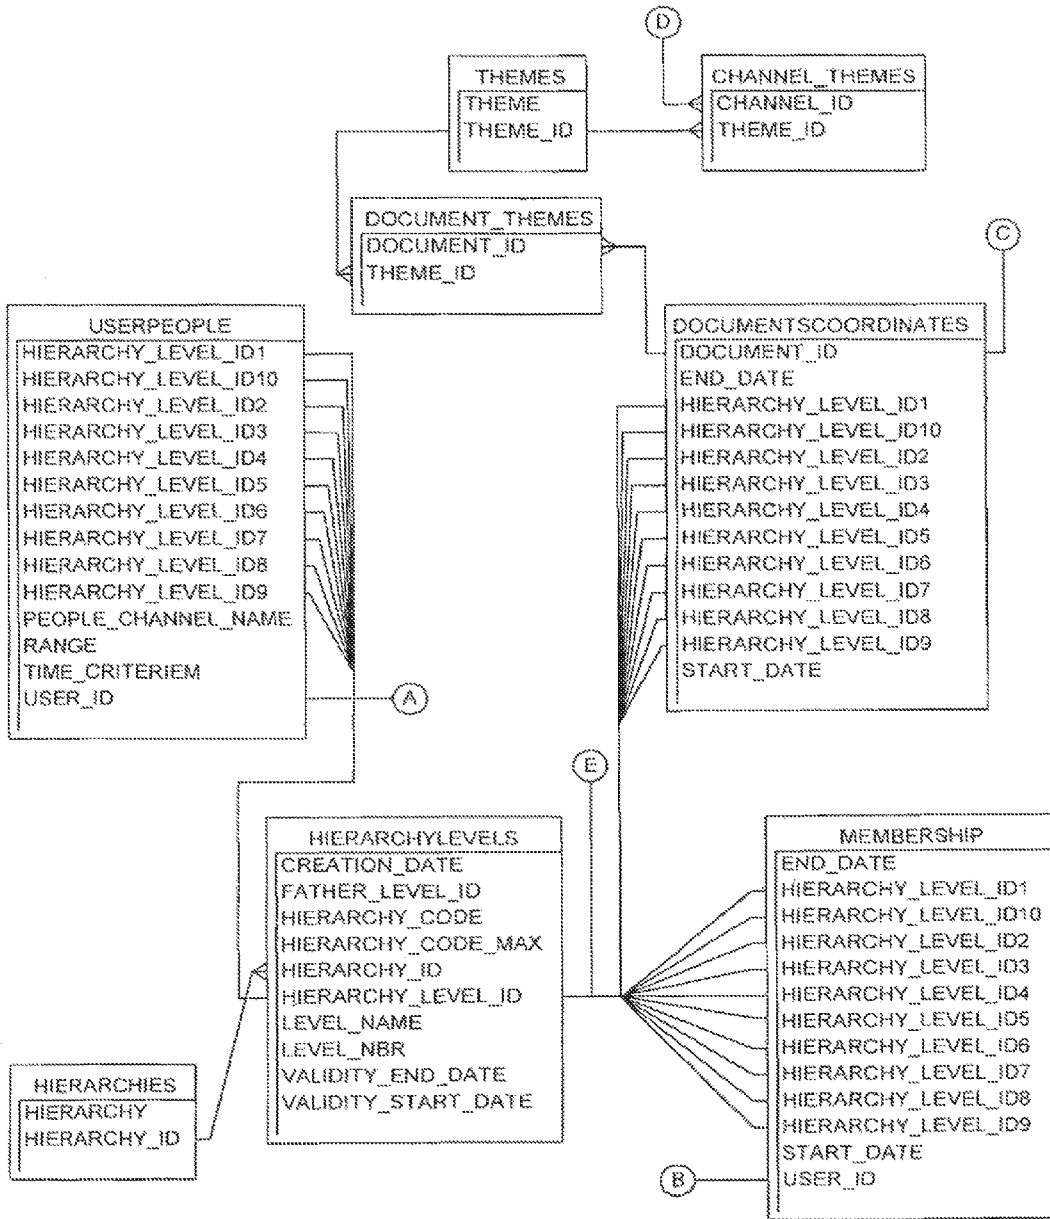 D
THEMES
THEME
THEME_ID
CHANNEL_THEMES
CHANNEL_ID
THEME_ID
DOCUMENT_THEMES
DOCUMENT_ID
THEME_ID
C
USERPEOPLE
HIERARCHY_LEVEL_ID1
HIERARCHY_LEVEL_ID10
HIERARCHY_LEVEL_ID2
HIERARCHY_LEVEL_ID3
HIERARCHY_LEVEL_ID4
HIERARCHY_LEVEL_ID5
HIERARCHY_LEVEL_ID6
HIERARCHY_LEVEL_ID7
HIERARCHY_LEVEL_ID8
HIERARCHY_LEVEL_ID9
PEOPLE_CHANNEL_NAME
RANGE
TIME_CRITERIEM
USER_ID
A
DOCUMENTSCOORDINATES
DOCUMENT_ID
END_DATE
HIERARCHY_LEVEL_ID1
HIERARCHY_LEVEL_ID10
HIERARCHY_LEVEL_ID2
HIERARCHY_LEVEL_ID3
HIERARCHY_LEVEL_ID4
HIERARCHY_LEVEL_ID5
HIERARCHY_LEVEL_ID6
HIERARCHY_LEVEL_ID7
HIERARCHY_LEVEL_ID8
HIERARCHY_LEVEL_ID9
START_DATE
E
HIERARCHYLEVELS
CREATION_DATE
FATHER_LEVEL_ID
HIERARCHY_CODE
HIERARCHY_CODE_MAX
HIERARCHY_ID
HIERARCHY_LEVEL_ID
LEVEL_NAME
LEVEL_NBR
VALIDITY_END_DATE
VALIDITY_START_DATE
MEMBERSHIP
END_DATE
HIERARCHY_LEVEL_ID1
HIERARCHY_LEVEL_ID10
HIERARCHY_LEVEL_ID2
HIERARCHY_LEVEL_ID3
HIERARCHY_LEVEL_ID4
HIERARCHY_LEVEL_ID5
HIERARCHY_LEVEL_ID6
HIERARCHY_LEVEL_ID7
HIERARCHY_LEVEL_ID8
HIERARCHY_LEVEL_ID9
START_DATE
USER_ID
B
HIERARCHIES
HIERARCHY
HIERARCHY_ID